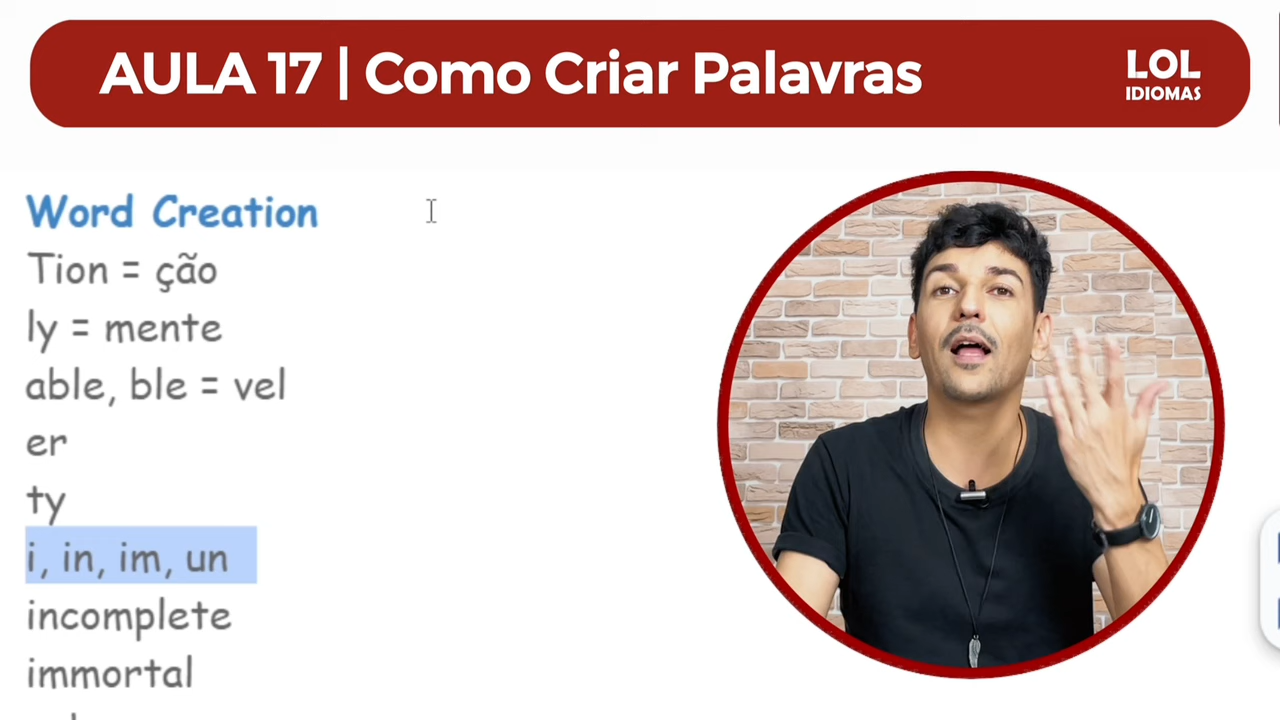 AULA 17 | Como Criar Palavras
LOL
IDIOMAS
Word Creation
Tion = ção
ly = mente
able, ble = vel
er
ty
i, in, im, un
incomplete
immortal